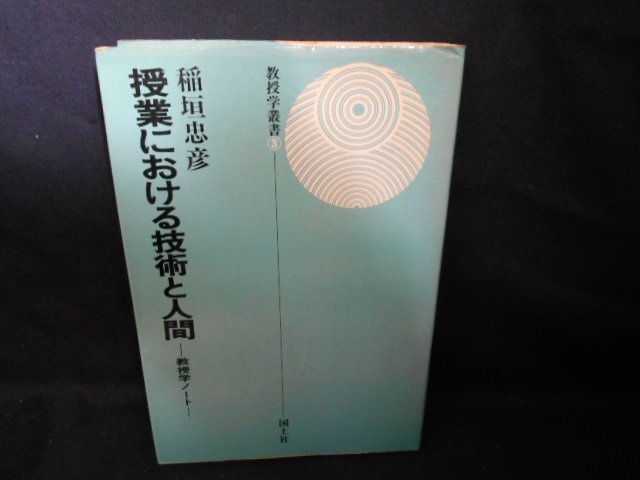 教授学叢書③
稲垣忠彦
授業における技術と人間
―教授学ノート―
国土社